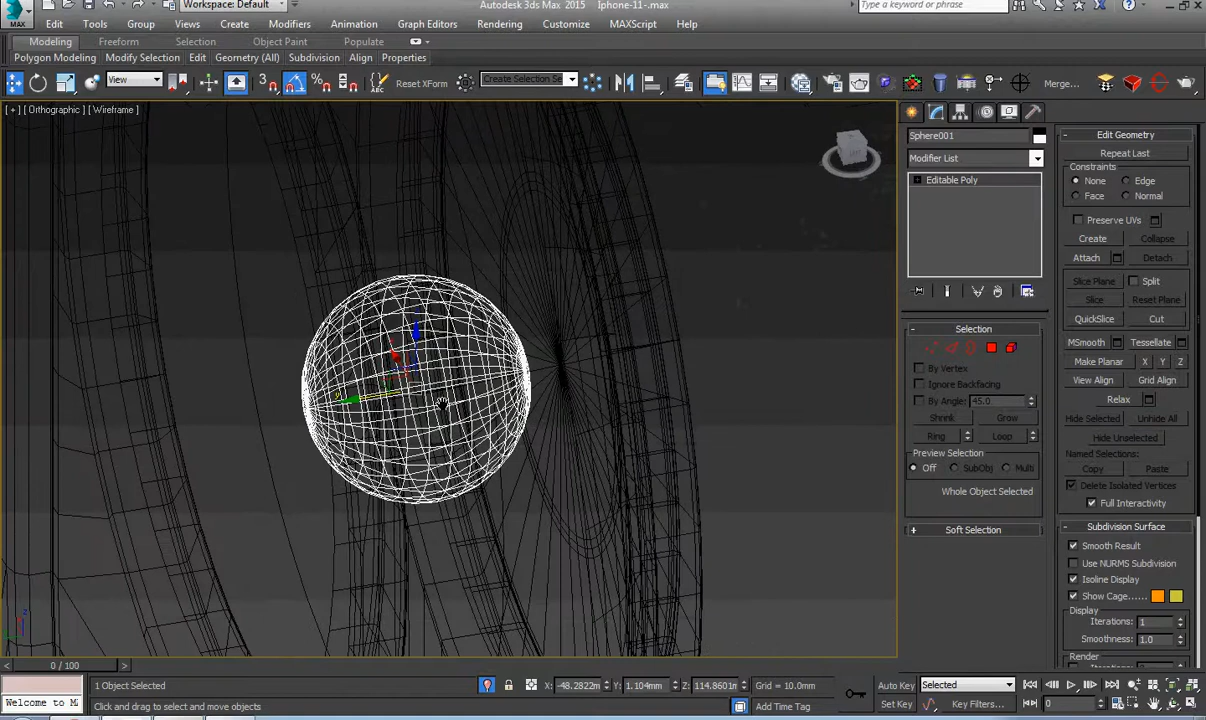 Workspace: Default
Autodesk 3ds Max 2015 Iphone-11-.max
Type a keyword or phrase
MAX
Edit Tools Group Views Create Modifiers Animation Graph Editors Rendering Customize MAXScript Help
Modeling Freeform Selection Object Paint Populate
Polygon Modeling Modify Selection Edit Geometry (All) Subdivision Align Properties
View
3
Create Selection Se
Reset XForm
Merge...
[ + ] [ Orthographic ] [ Wireframe ]
Sphere001
Modifier List
Editable Poly
Selection
By Vertex
Ignore Backfacing
By Angle: 45.0
Shrink Grow
Ring Loop
Preview Selection
Off SubObj Multi
Whole Object Selected
Soft Selection
Edit Geometry
Repeat Last
Constraints
None Edge
Face Normal
Preserve UVs
Create Collapse
Attach Detach
Slice Plane Split
Slice Reset Plane
QuickSlice Cut
MSmooth Tessellate
Make Planar X Y Z
View Align Grid Align
Relax
Hide Selected Unhide All
Hide Unselected
Named Selections:
Copy Paste
Delete Isolated Vertices
Full Interactivity
Subdivision Surface
Smooth Result
Use NURMS Subdivision
Isoline Display
Show Cage......
Display
Iterations: 1
Smoothness: 1.0
Render
0 / 100
1 Object Selected
X: -48.2822m Y: 1.104mm Z: 114.8601m Grid = 10.0mm
Auto Key Selected
Welcome to M
Click and drag to select and move objects
Add Time Tag
Set Key Key Filters... 0